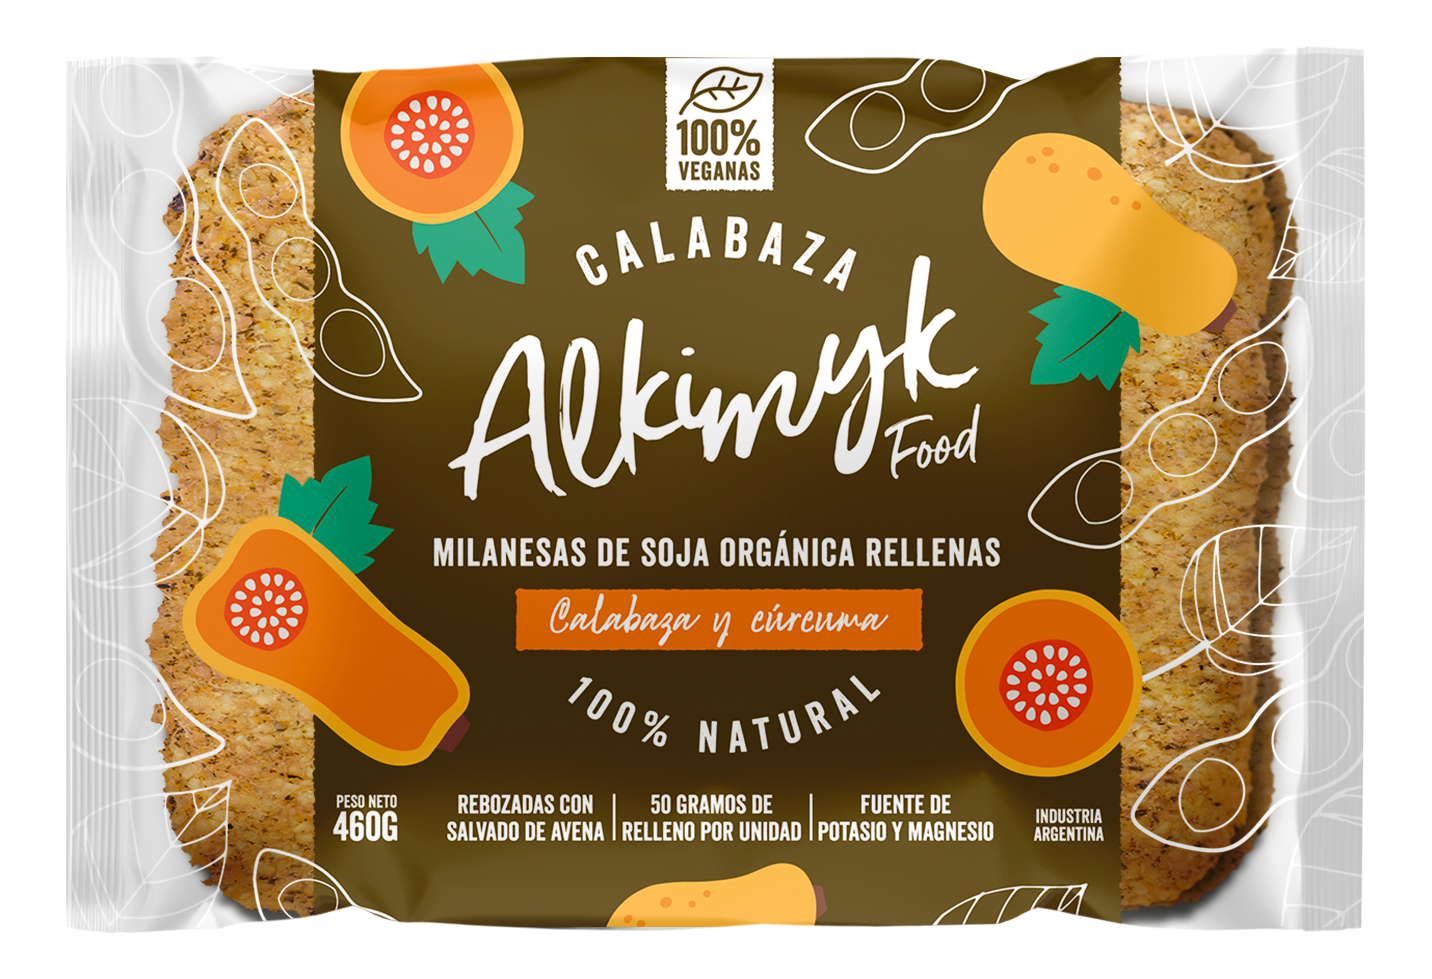 100%
VEGANAS
CALABAZA
Alkimyk
Food
MILANESAS DE SOJA ORGÁNICA RELLENAS
Calabaza y cúrcuma
100% NATURAL
PESO NETO
460G
REBOZADAS CON
SALVADO DE AVENA
50 GRAMOS DE
RELLENO POR UNIDAD
FUENTE DE
POTASIO Y MAGNESIO
INDUSTRIA
ARGENTINA